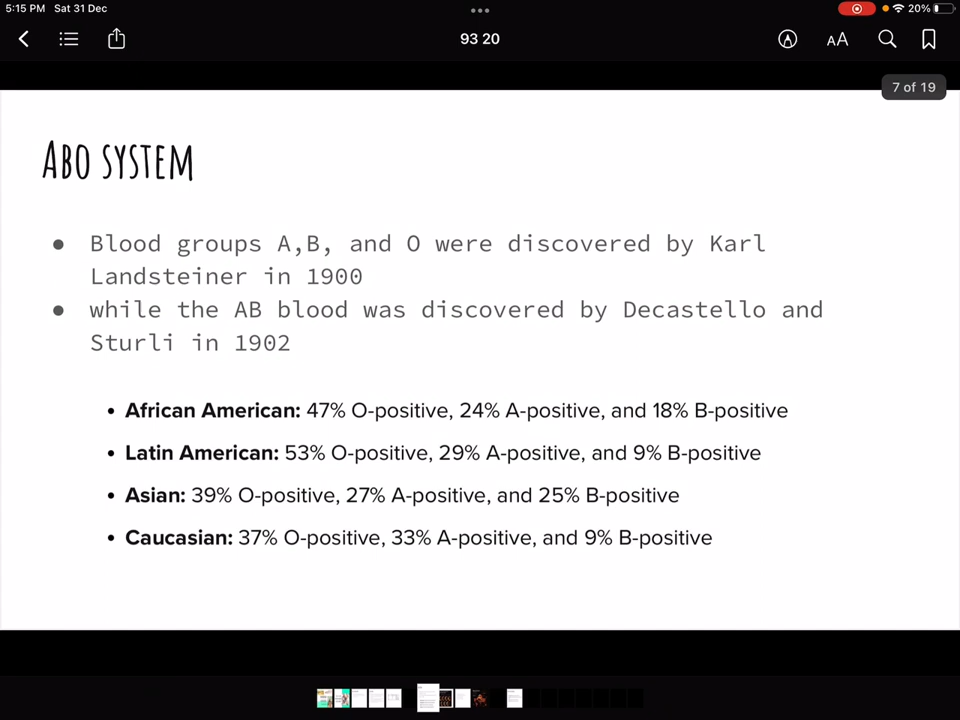 5:15 PM Sat 31 Dec
20%
93 20
AA
7 of 19
Abo system
• Blood groups A,B, and O were discovered by Karl
Landsteiner in 1900
• while the AB blood was discovered by Decastello and
Sturli in 1902
• African American: 47% O-positive, 24% A-positive, and 18% B-positive
• Latin American: 53% O-positive, 29% A-positive, and 9% B-positive
• Asian: 39% O-positive, 27% A-positive, and 25% B-positive
• Caucasian: 37% O-positive, 33% A-positive, and 9% B-positive